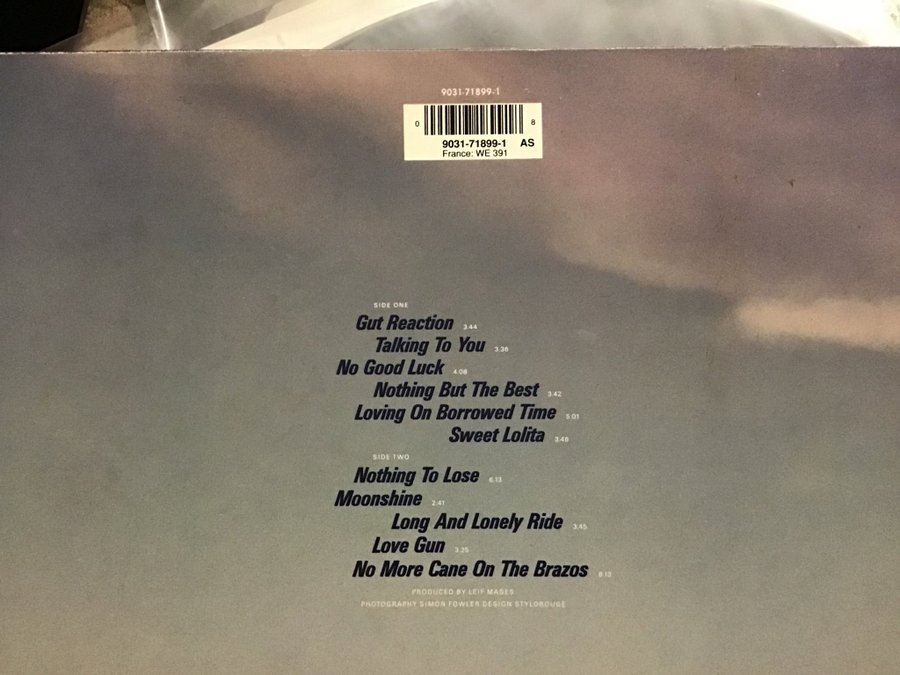 9031-71899-1
0 8
9031-71899-1 AS
France: WE 391
SIDE ONE
Gut Reaction 3:44
Talking To You 3:36
No Good Luck 4:08
Nothing But The Best 3:42
Loving On Borrowed Time 5:01
Sweet Lolita 3:46
SIDE TWO
Nothing To Lose 6:13
Moonshine 2:41
Long And Lonely Ride 3:45
Love Gun 3:25
No More Cane On The Brazos 8:13
PRODUCED BY LEIF MASES
PHOTOGRAPHY SIMON FOWLER DESIGN STYLOROUGE